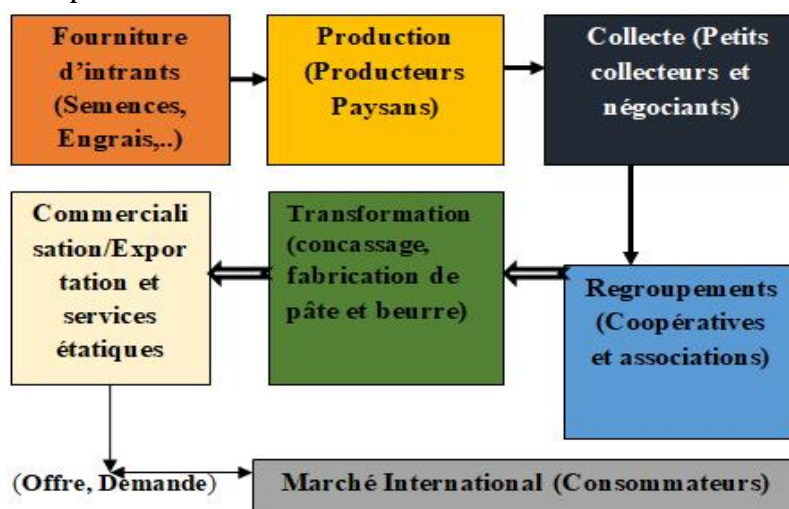 Fourniture
d’intrants
(Semences,
Engrais,..)
Production
(Producteurs
Paysans)
Collecte (Petits
collecteurs et
négociants)
Regroupements
(Coopératives
et associations)
Transformation
(concassage,
fabrication de
pâte et beurre)
Commerciali
sation/Expor
tation et
services
étatiques
(Offre, Demande)
Marché International (Consommateurs)